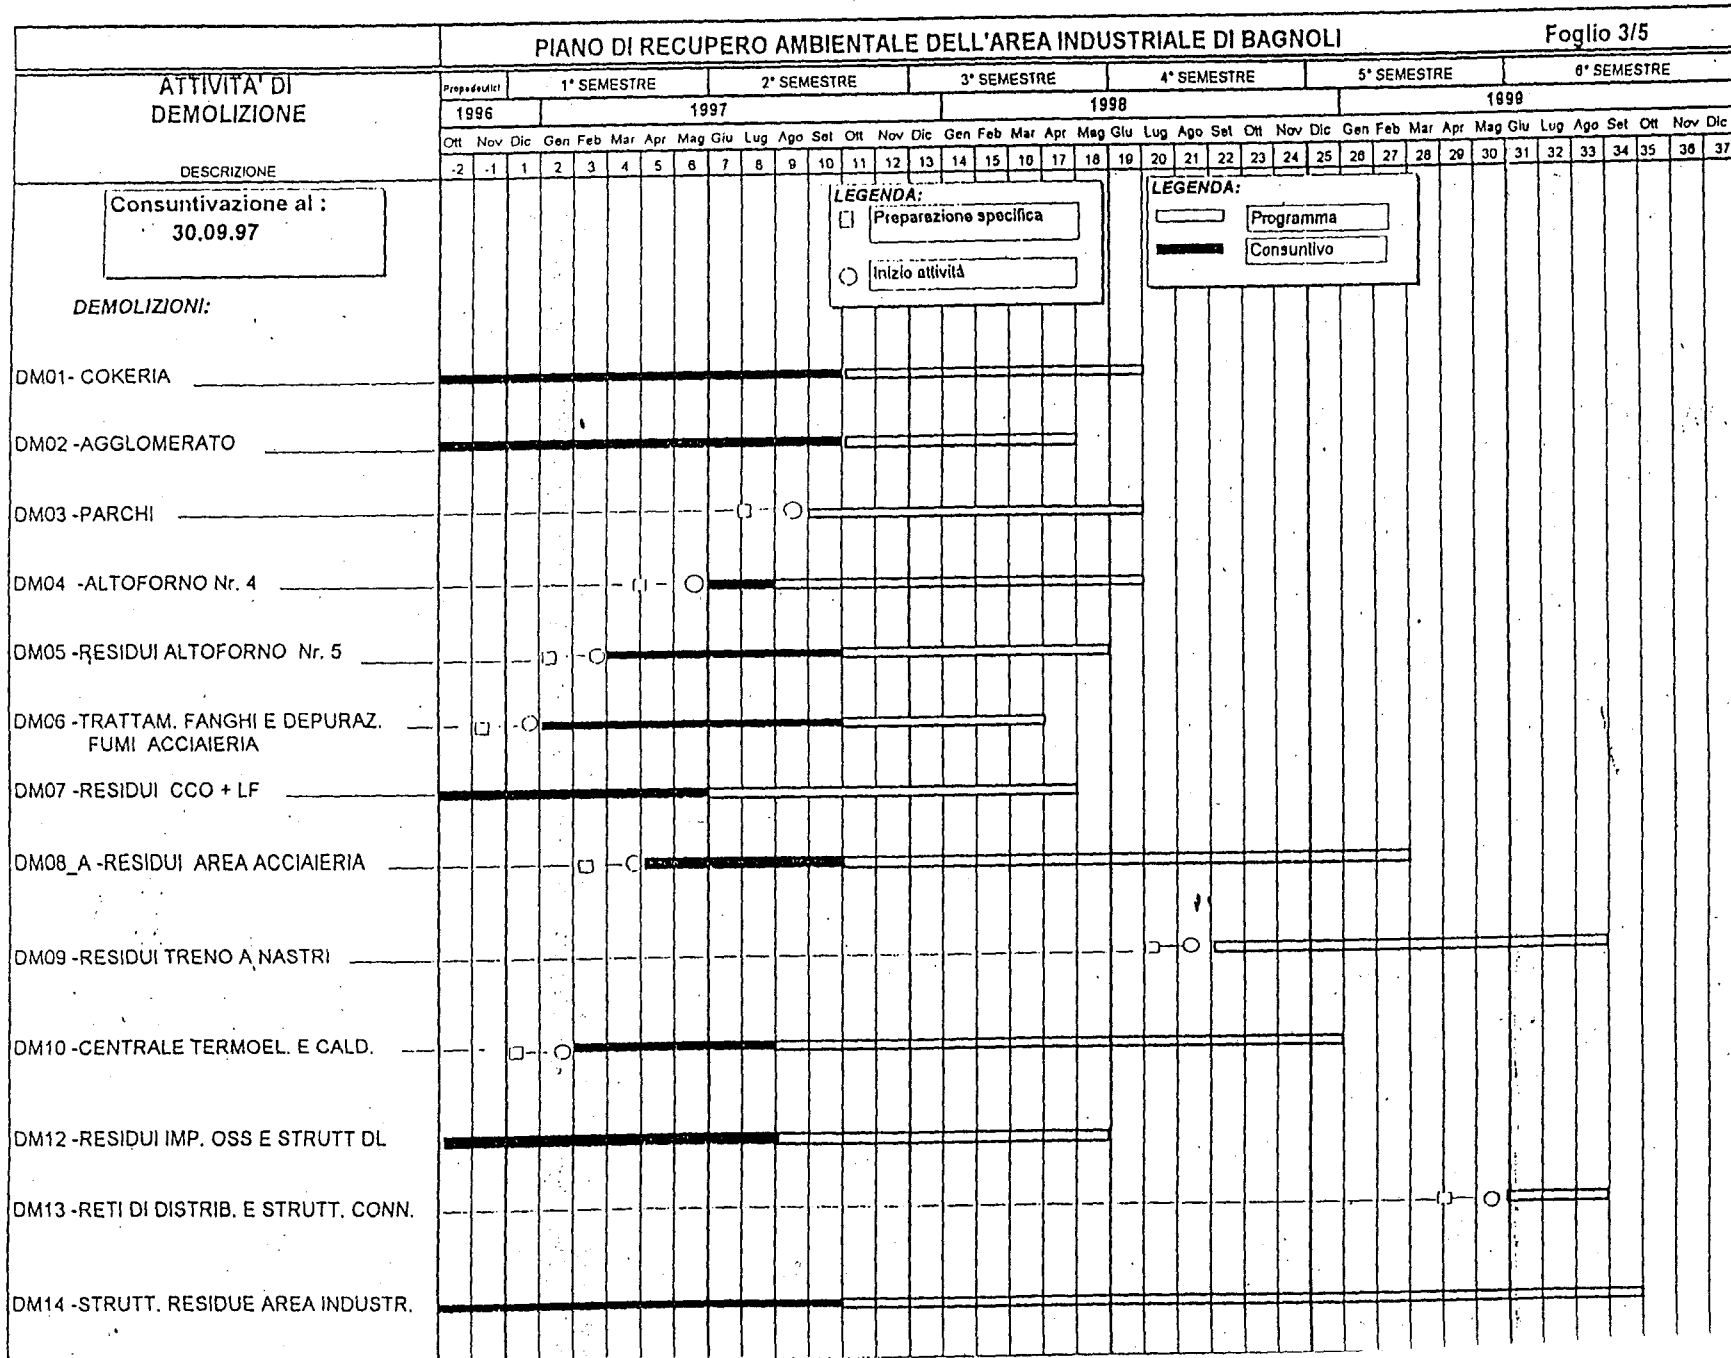 PIANO DI RECUPERO AMBIENTALE DELL'AREA INDUSTRIALE DI BAGNOLI Foglio 3/5
ATTIVITA' DI
DEMOLIZIONE
DESCRIZIONE
Propedeutici 1° SEMESTRE 2° SEMESTRE 3° SEMESTRE 4° SEMESTRE 5° SEMESTRE 6° SEMESTRE
1996 1997 1998 1999
Ott Nov Dic Gen Feb Mar Apr Mag Giu Lug Ago Set Ott Nov Dic Gen Feb Mar Apr Mag Giu Lug Ago Set Ott Nov Dic Gen Feb Mar Apr Mag Giu Lug Ago Set Ott Nov Dic
-2 -1 1 2 3 4 5 6 7 8 9 10 11 12 13 14 15 16 17 18 19 20 21 22 23 24 25 26 27 28 29 30 31 32 33 34 35 36 37
Consuntivazione al :
30.09.97
LEGENDA:
Preparazione specifica
Inizio attività
LEGENDA:
Programma
Consuntivo
DEMOLIZIONI:
DM01- COKERIA
DM02 -AGGLOMERATO
DM03 -PARCHI
DM04 -ALTOFORNO Nr. 4
DM05 -RESIDUI ALTOFORNO Nr. 5
DM06 -TRATTAM. FANGHI E DEPURAZ.
FUMI ACCIAIERIA
DM07 -RESIDUI CCO + LF
DM08_A -RESIDUI AREA ACCIAIERIA
DM09 -RESIDUI TRENO A NASTRI
DM10 -CENTRALE TERMOEL. E CALD.
DM12 -RESIDUI IMP. OSS E STRUTT DL
DM13 -RETI DI DISTRIB. E STRUTT. CONN.
DM14 -STRUTT. RESIDUE AREA INDUSTR.